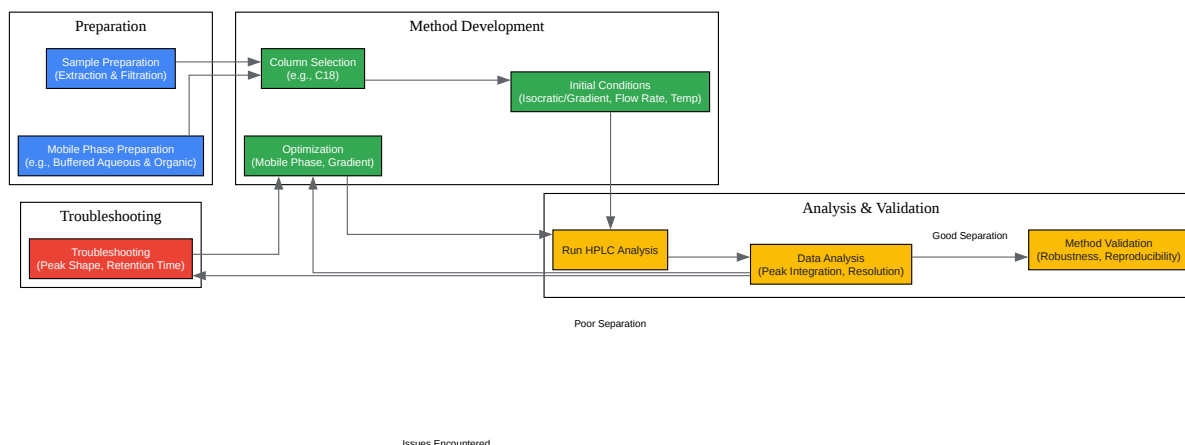 Preparation
Sample Preparation
(Extraction & Filtration)
Mobile Phase Preparation
(e.g., Buffered Aqueous & Organic)
Method Development
Column Selection
(e.g., C18)
Initial Conditions
(Isocratic/Gradient, Flow Rate, Temp)
Optimization
(Mobile Phase, Gradient)
Troubleshooting
Troubleshooting
(Peak Shape, Retention Time)
Analysis & Validation
Run HPLC Analysis
Data Analysis
(Peak Integration, Resolution)
Good Separation
Method Validation
(Robustness, Reproducibility)
Poor Separation
Issues Encountered